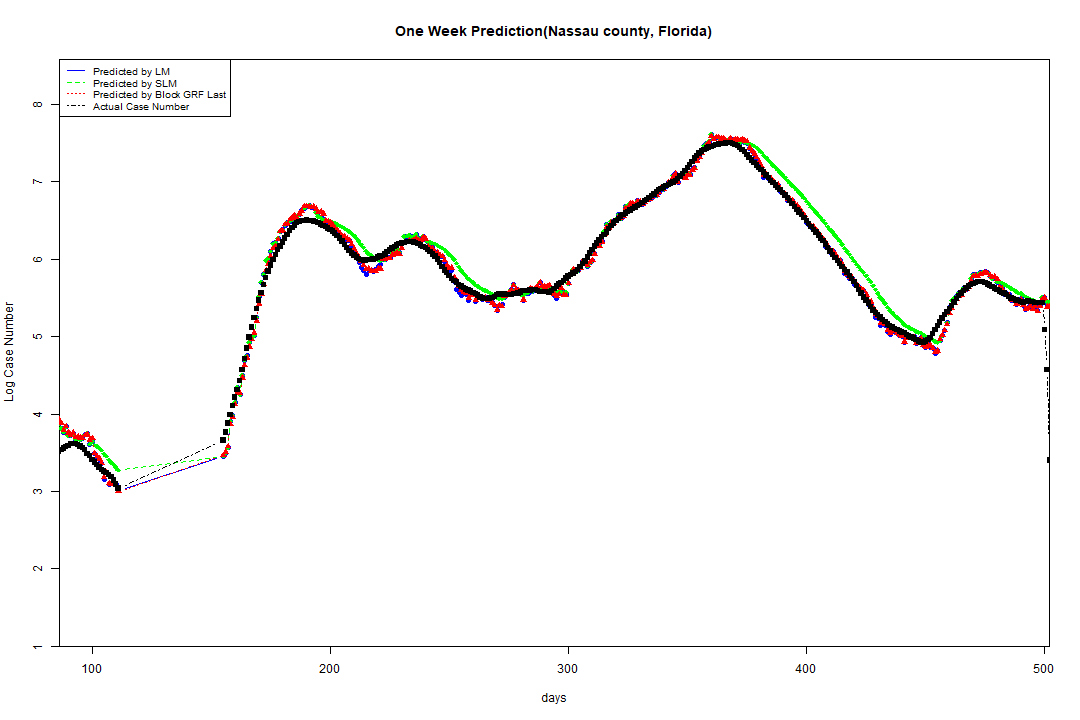 One Week Prediction(Nassau county, Florida)
Predicted by LM
Predicted by SLM
Predicted by Block GRF Last
Actual Case Number
8
7
6
5
4
3
2
1
Log Case Number
100 200 300 400 500
days